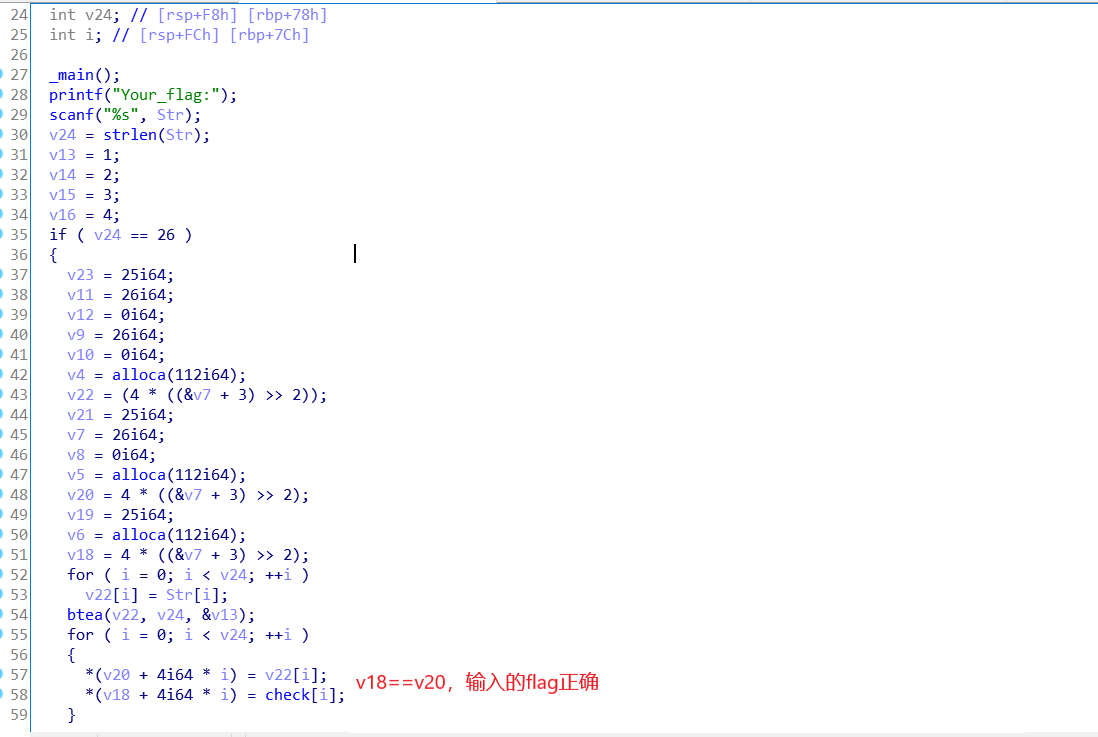 24 int v24; // [rsp+F8h] [rbp+78h]
25 int i; // [rsp+FCh] [rbp+7Ch]
26
27 _main();
28 printf("Your_flag:");
29 scanf("%s", Str);
30 v24 = strlen(Str);
31 v13 = 1;
32 v14 = 2;
33 v15 = 3;
34 v16 = 4;
35 if ( v24 == 26 )
36 {
37 v23 = 25i64;
38 v11 = 26i64;
39 v12 = 0i64;
40 v9 = 26i64;
41 v10 = 0i64;
42 v4 = alloca(112i64);
43 v22 = (4 * ((&v7 + 3) >> 2));
44 v21 = 25i64;
45 v7 = 26i64;
46 v8 = 0i64;
47 v5 = alloca(112i64);
48 v20 = 4 * ((&v7 + 3) >> 2);
49 v19 = 25i64;
50 v6 = alloca(112i64);
51 v18 = 4 * ((&v7 + 3) >> 2);
52 for ( i = 0; i < v24; ++i )
53 v22[i] = Str[i];
54 btea(v22, v24, &v13);
55 for ( i = 0; i < v24; ++i )
56 {
57 *(v20 + 4i64 * i) = v22[i];
58 *(v18 + 4i64 * i) = check[i];
v18==v20，输入的flag正确
59 }